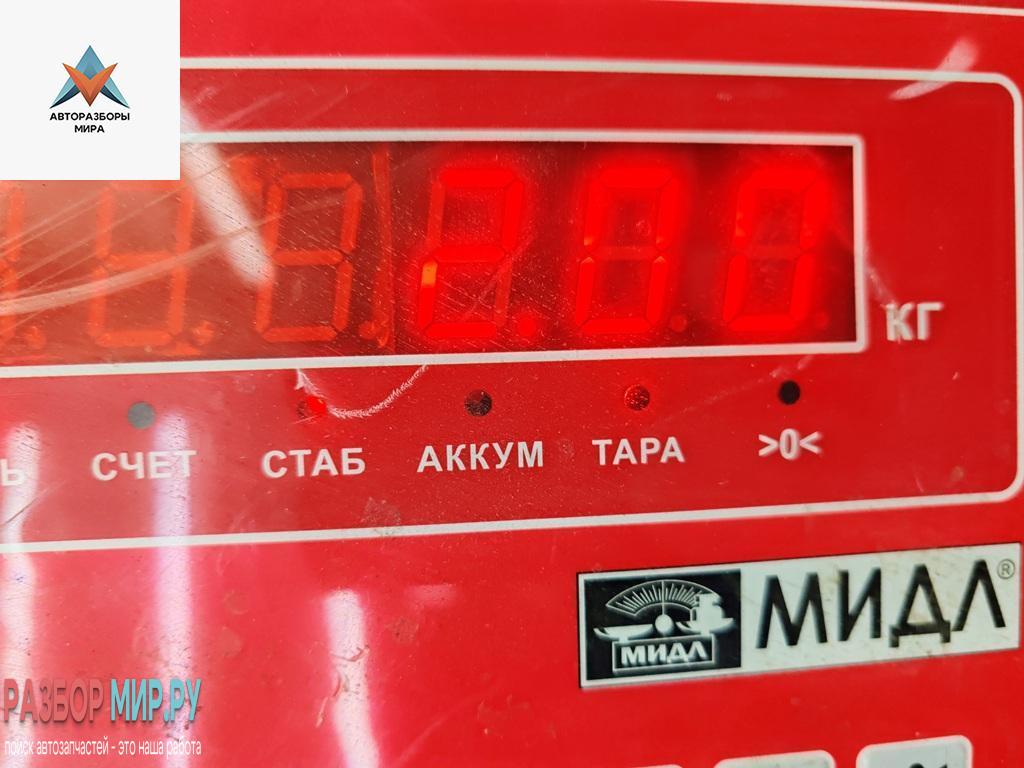 АВТОРАЗБОРЫ
МИРА
2.00
КГ
Ь СЧЕТ СТАБ АККУМ ТАРА >0<
МИДЛ МИДЛ®
РАЗБОР МИР.РУ
поиск автозапчастей - это наша работа